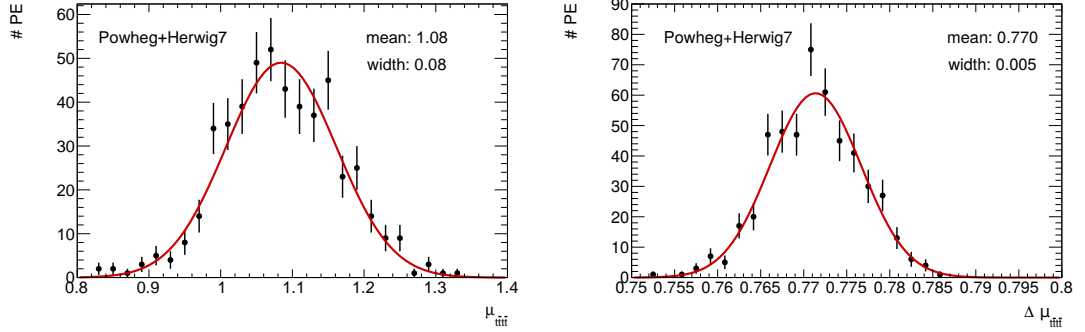 # PE
60
50
40
30
20
10
0
Powheg+Herwig7
mean: 1.08
width: 0.08
0.8 0.9 1 1.1 1.2 1.3 1.4
μ_tt̄tt̄
# PE
90
80
70
60
50
40
30
20
10
0
Powheg+Herwig7
mean: 0.770
width: 0.005
0.75 0.755 0.76 0.765 0.77 0.775 0.78 0.785 0.79 0.795 0.8
Δ μ_tt̄tt̄